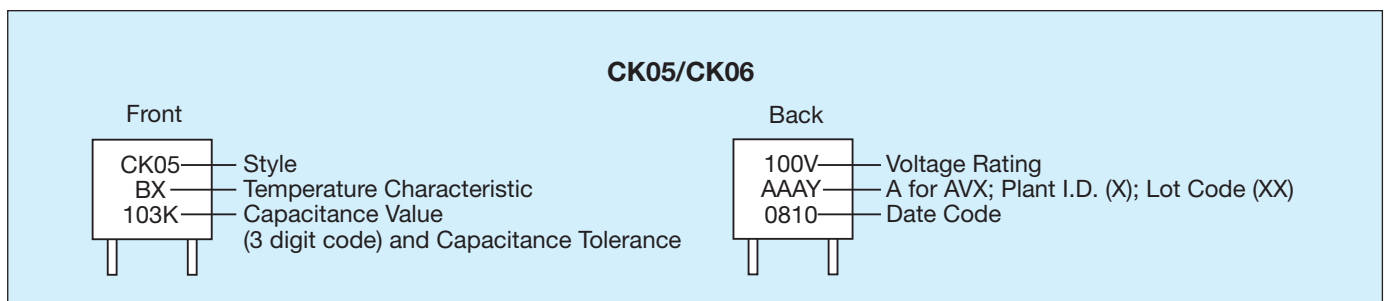 CK05/CK06
Front
CK05 Style
BX Temperature Characteristic
103K Capacitance Value
(3 digit code) and Capacitance Tolerance
Back
100V Voltage Rating
AAAY A for AVX; Plant I.D. (X); Lot Code (XX)
0810 Date Code